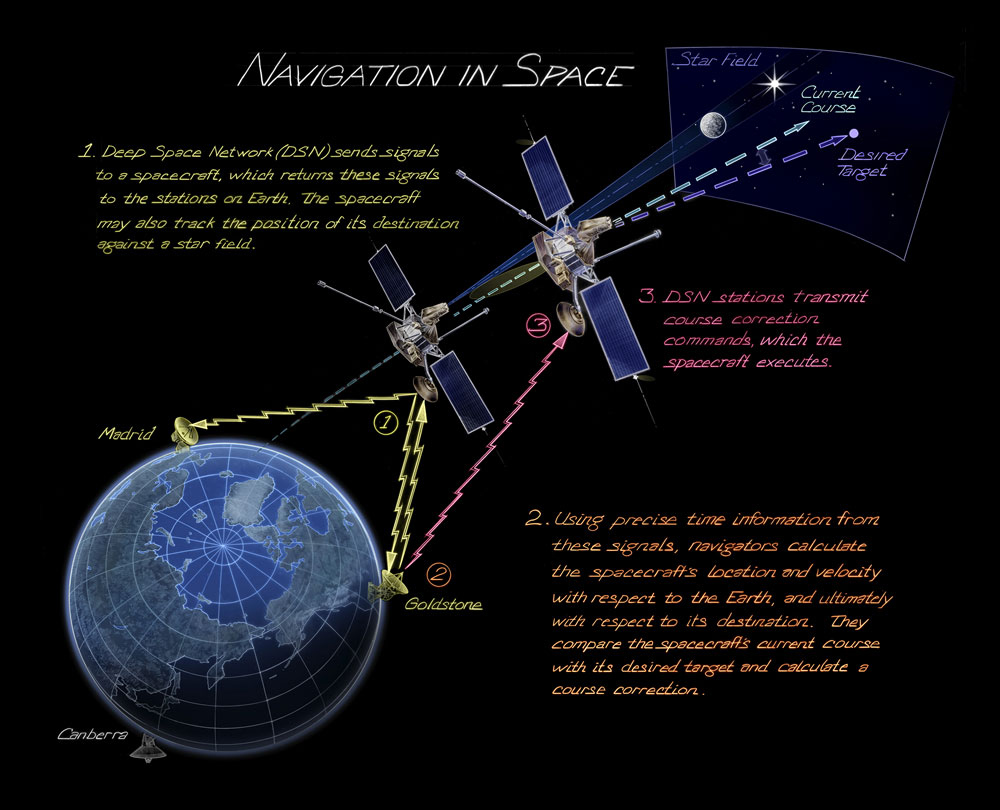 NAVIGATION IN SPACE
Star Field
Current
Course
Desired
Target
1. Deep Space Network (DSN) sends signals
to a spacecraft, which returns these signals
to the stations on Earth. The spacecraft
may also track the position of its destination
against a star field.
3. DSN stations transmit
course correction
commands, which the
spacecraft executes.
3
1
Madrid
2
Goldstone
2. Using precise time information from
these signals, navigators calculate
the spacecraft's location and velocity
with respect to the Earth, and ultimately
with respect to its destination. They
compare the spacecraft's current course
with its desired target and calculate a
course correction.
Canberra